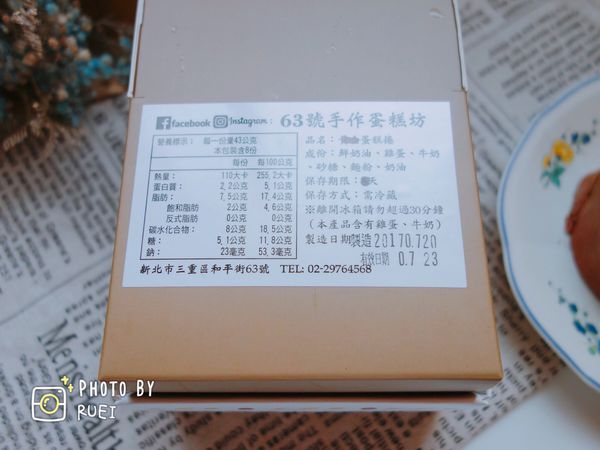 facebook Instagram： 63號手作蛋糕坊
營養標示： 每一份量43公克
本包裝含8份
每份 每100公克
熱量： 110大卡 255.2大卡
蛋白質： 2.2公克 5.1公克
脂肪： 7.5公克 17.4公克
飽和脂肪 2公克 4.6公克
反式脂肪 0公克 0公克
碳水化合物： 8公克 18.5公克
糖： 5.1公克 11.8公克
鈉： 23毫克 53.3毫克
品名：蛋糕捲
成份：鮮奶油、雞蛋、牛奶
、砂糖、麵粉、奶油
保存期限：天
保存方式：需冷藏
※離開冰箱請勿超過30分鐘
（本產品含有雞蛋、牛奶）
製造日期 製造 20170.720
有效日期 0.7 23
新北市三重區和平街63號 TEL: 02-29764568
PHOTO BY
RUEI